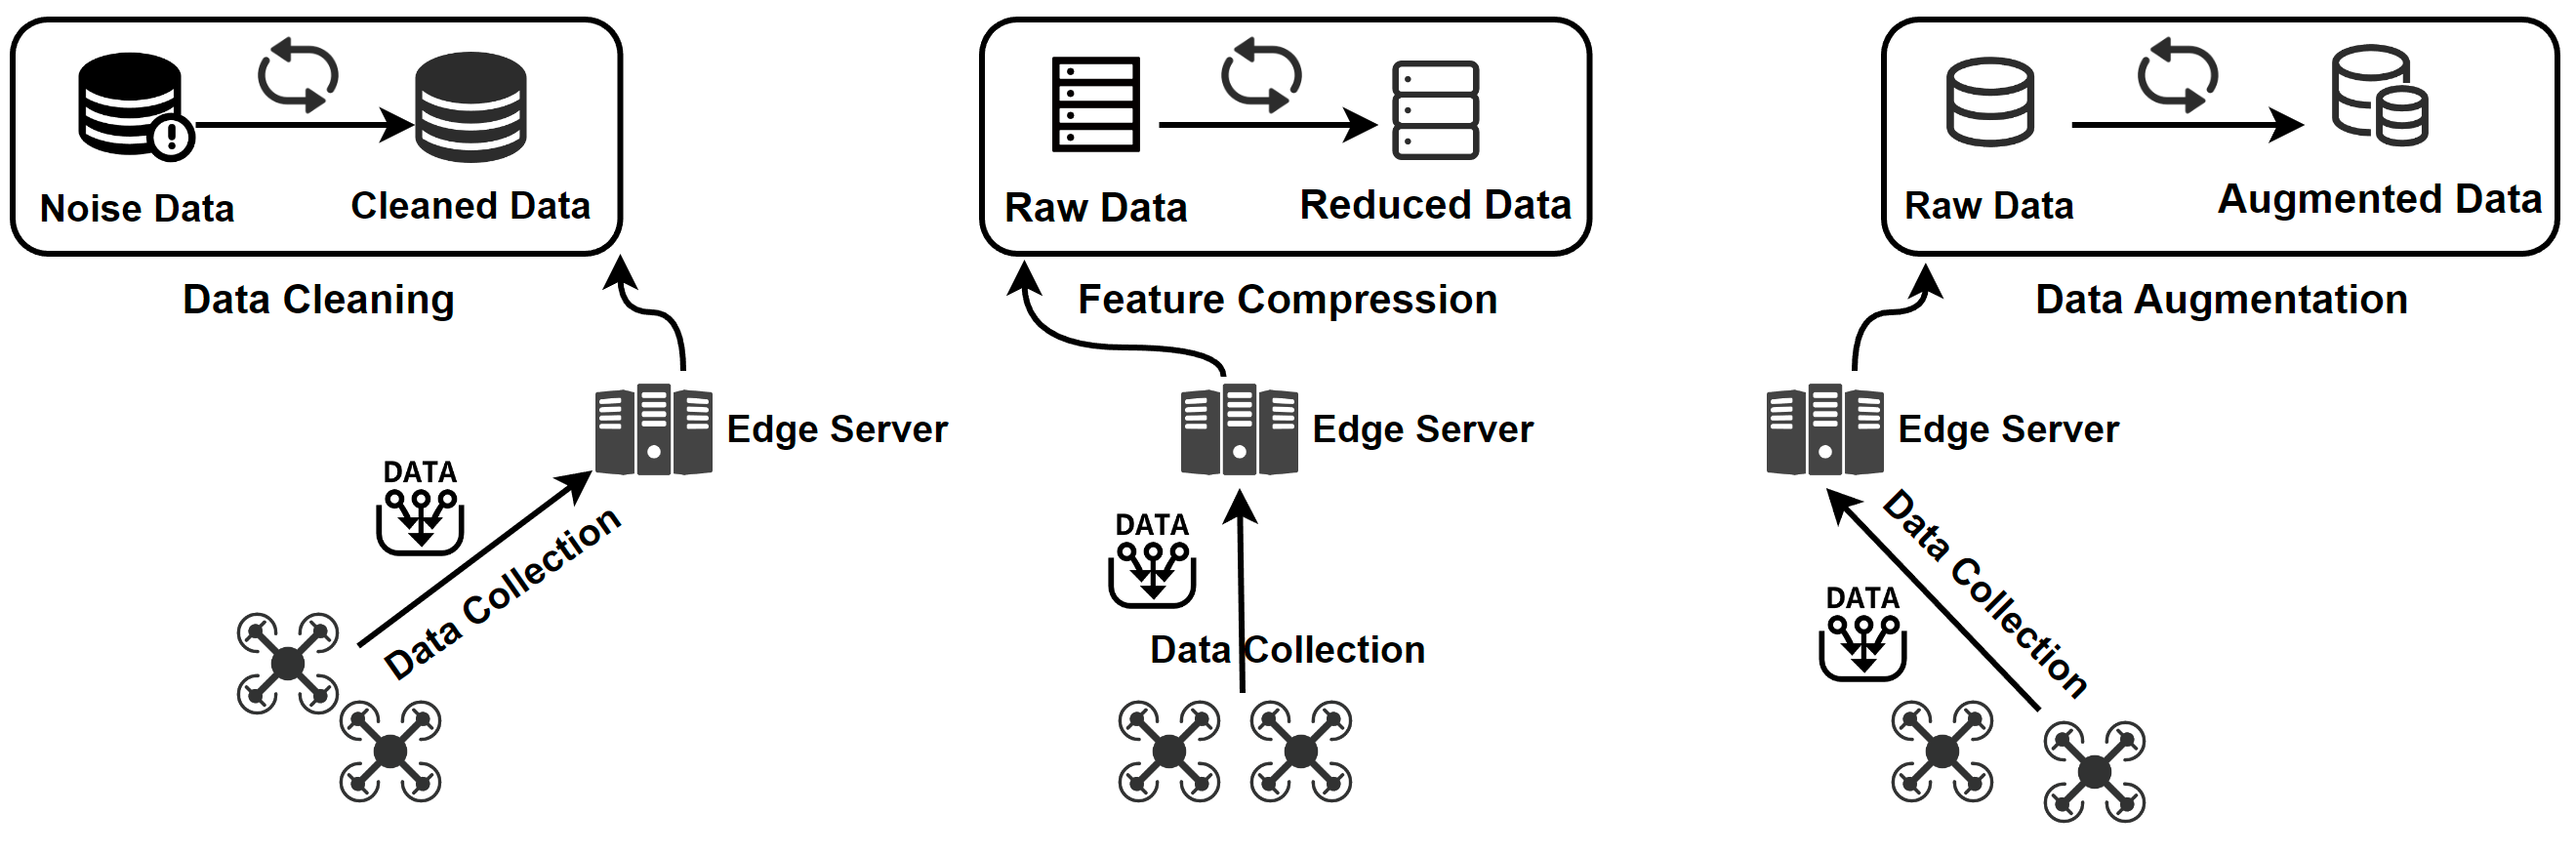 Noise Data
Cleaned Data
Data Cleaning
Edge Server
DATA
Data Collection
Raw Data
Reduced Data
Feature Compression
Edge Server
DATA
Data Collection
Raw Data
Augmented Data
Data Augmentation
Edge Server
Data Collection
DATA